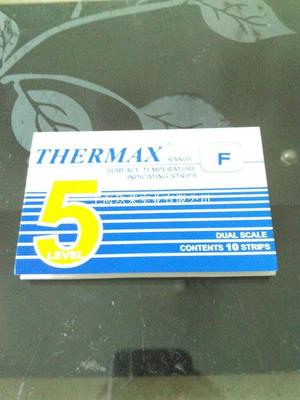 THERMAX® RANGE F
SURFACE TEMPERATURE
INDICATING STRIPS
5
LEVEL
DUAL SCALE
CONTENTS 10 STRIPS